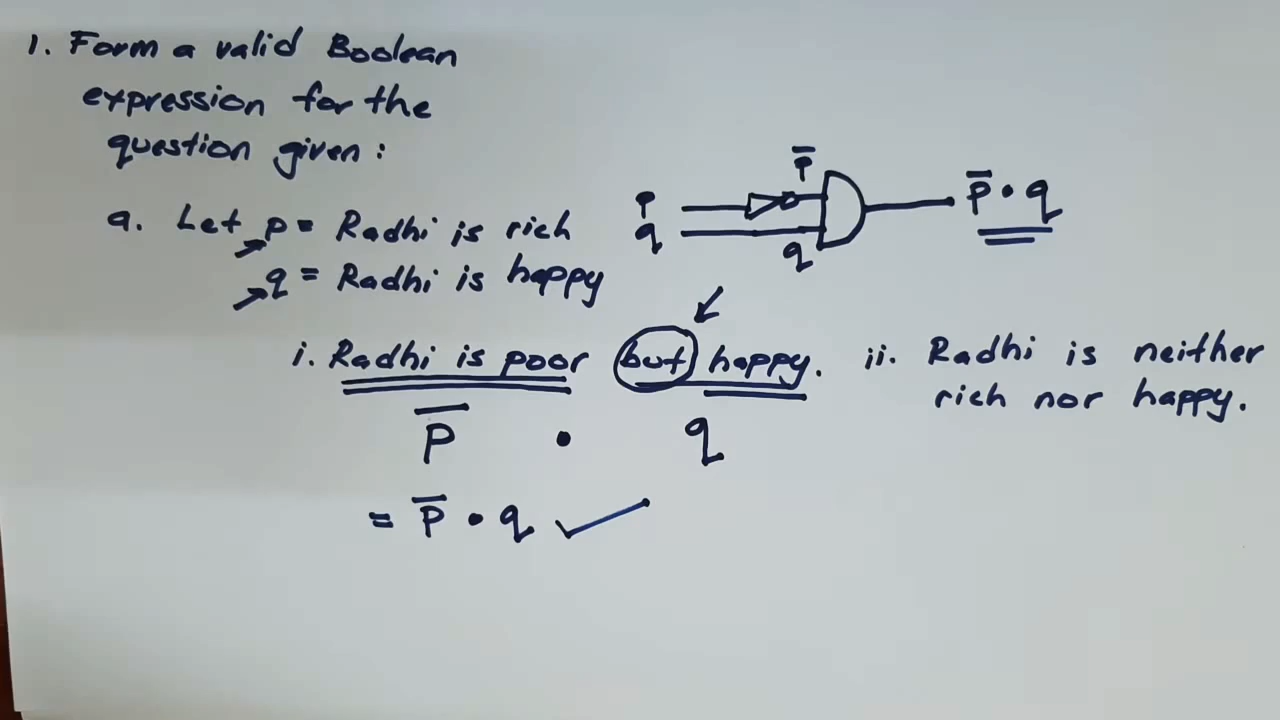 1. Form a valid Boolean
expression for the
question given:
a. Let p = Radhi is rich
q = Radhi is happy
p
q
p̅
q
p̅ • q
i. Radhi is poor but happy.
p̅ • q
= p̅ • q ✓
ii. Radhi is neither
rich nor happy.